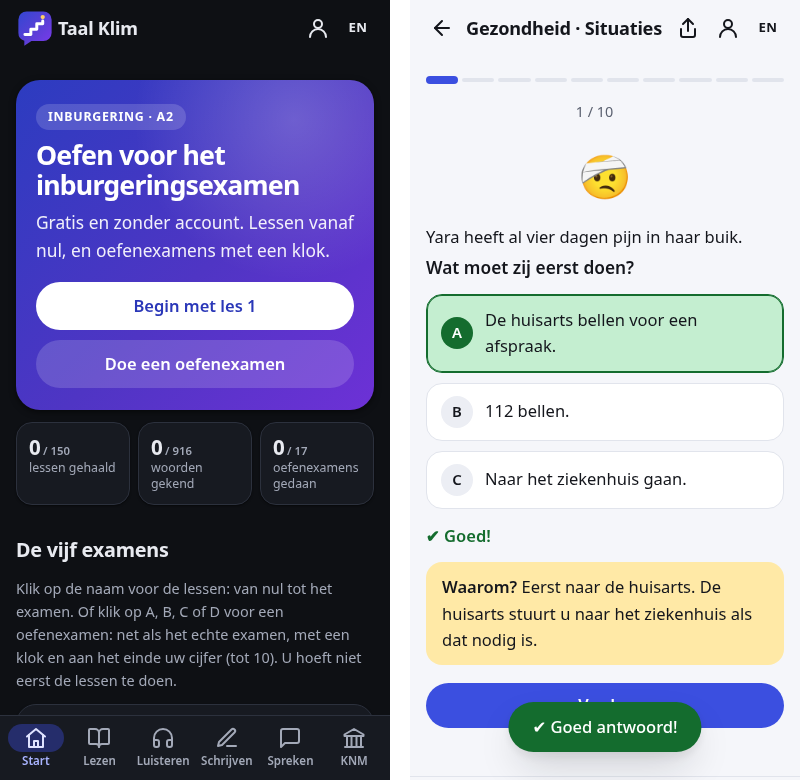 Taal Klim
EN
INBURGERING · A2
Oefen voor het
inburgeringsexamen
Gratis en zonder account. Lessen vanaf
nul, en oefenexamens met een klok.
Begin met les 1
Doe een oefenexamen
0 / 150
lessen gehaald
0 / 916
woorden
gekend
0 / 17
oefenexamens
gedaan
De vijf examens
Klik op de naam voor de lessen: van nul tot het
examen. Of klik op A, B, C of D voor een
oefenexamen: net als het echte examen, met een
klok en aan het einde uw cijfer (tot 10). U hoeft niet
eerst de lessen te doen.
Start
Lezen
Luisteren
Schrijven
Spreken
KNM
Gezondheid · Situaties
EN
1 / 10
Yara heeft al vier dagen pijn in haar buik.
Wat moet zij eerst doen?
A
De huisarts bellen voor een
afspraak.
B
112 bellen.
C
Naar het ziekenhuis gaan.
✔ Goed!
Waarom? Eerst naar de huisarts. De
huisarts stuurt u naar het ziekenhuis als
dat nodig is.
✔ Goed antwoord!